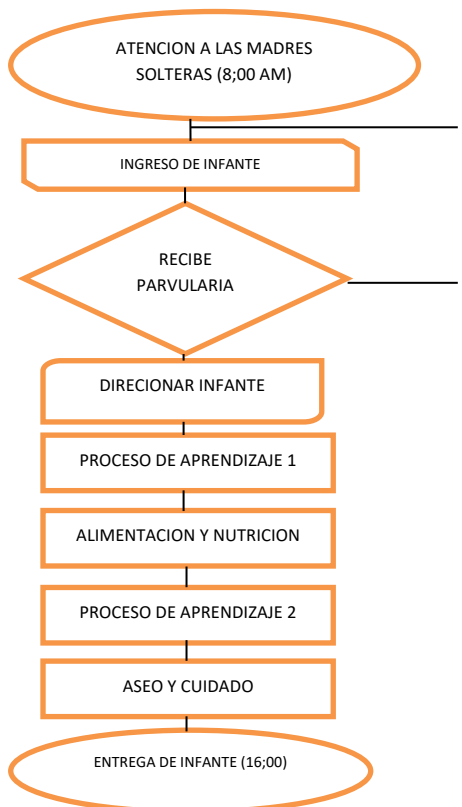 ATENCION A LAS MADRES
SOLTERAS (8;00 AM)
INGRESO DE INFANTE
RECIBE
PARVULARIA
DIRECIONAR INFANTE
PROCESO DE APRENDIZAJE 1
ALIMENTACION Y NUTRICION
PROCESO DE APRENDIZAJE 2
ASEO Y CUIDADO
ENTREGA DE INFANTE (16;00)